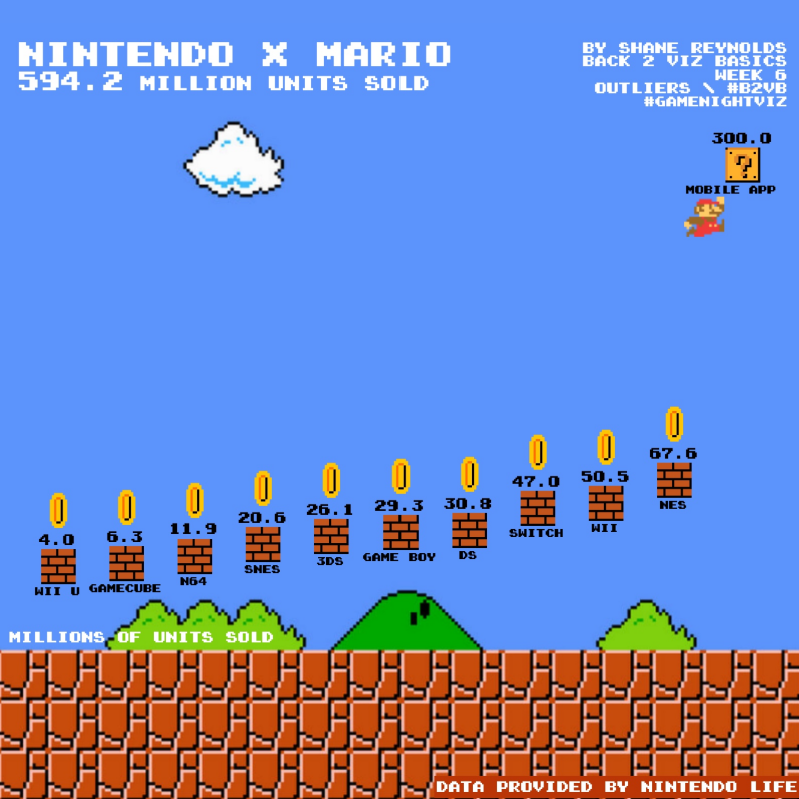 NINTENDO X MARIO
594.2 MILLION UNITS SOLD
BY SHANE REYNOLDS
BACK 2 VIZ BASICS
WEEK 6
OUTLIERS \ #B2VB
#GAMENIGHTVIZ
300.0
?
MOBILE APP
67.6
NES
50.5
WII
47.0
SWITCH
30.8
DS
29.3
GAME BOY
26.1
3DS
20.6
SNES
11.9
N64
6.3
GAMECUBE
4.0
WII U
MILLIONS OF UNITS SOLD
DATA PROVIDED BY NINTENDO LIFE